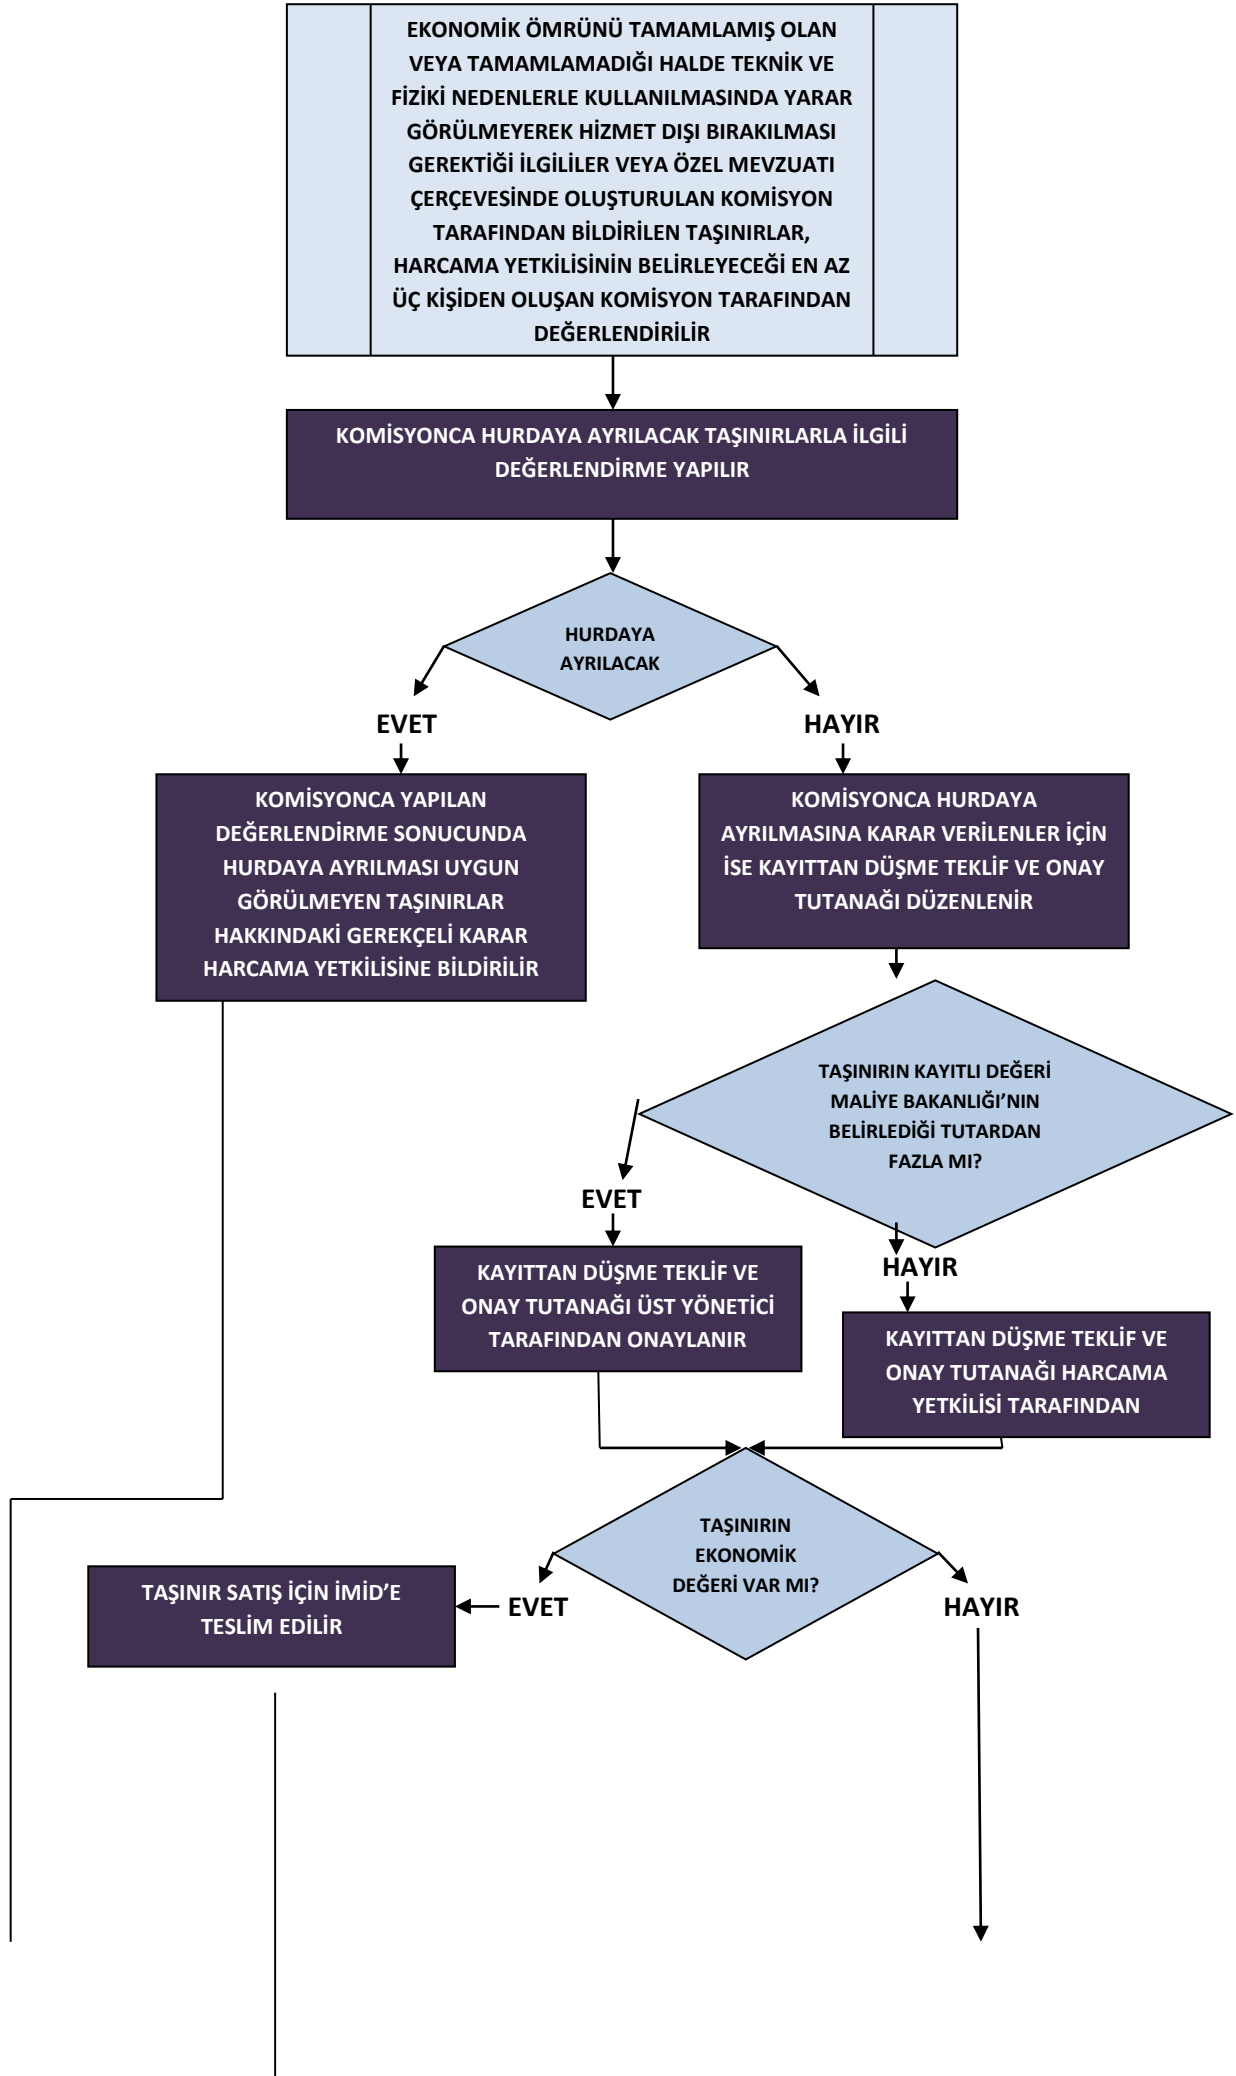 EKONOMİK ÖMRÜNÜ TAMAMLAMIŞ OLAN
VEYA TAMAMLAMADIĞI HALDE TEKNİK VE
FİZİKİ NEDENLERLE KULLANILMASINDA YARAR
GÖRÜLMEYEREK HİZMET DIŞI BIRAKILMASI
GEREKTİĞİ İLGİLİLER VEYA ÖZEL MEVZUATI
ÇERÇEVESİNDE OLUŞTURULAN KOMİSYON
TARAFINDAN BİLDİRİLEN TAŞINIRLAR,
HARCAMA YETKİLİSİNİN BELİRLEYECEĞİ EN AZ
ÜÇ KİŞİDEN OLUŞAN KOMİSYON TARAFINDAN
DEĞERLENDİRİLİR
KOMİSYONCA HURDAYA AYRILACAK TAŞINIRLARLA İLGİLİ
DEĞERLENDİRME YAPILIR
HURDAYA
AYRILACAK
EVET
HAYIR
KOMİSYONCA YAPILAN
DEĞERLENDİRME SONUCUNDA
HURDAYA AYRILMASI UYGUN
GÖRÜLMEYEN TAŞINIRLAR
HAKKINDAKİ GEREKÇELİ KARAR
HARCAMA YETKİLİSİNE BİLDİRİLİR
KOMİSYONCA HURDAYA
AYRILMASINA KARAR VERİLENLER İÇİN
İSE KAYITTAN DÜŞME TEKLİF VE ONAY
TUTANAĞI DÜZENLENİR
TAŞINIRIN KAYITLI DEĞERİ
MALİYE BAKANLIĞI’NIN
BELİRLEDİĞİ TUTARDAN
FAZLA MI?
EVET
HAYIR
KAYITTAN DÜŞME TEKLİF VE
ONAY TUTANAĞI ÜST YÖNETİCİ
TARAFINDAN ONAYLANIR
KAYITTAN DÜŞME TEKLİF VE
ONAY TUTANAĞI HARCAMA
YETKİLİSİ TARAFINDAN
TAŞINIRIN
EKONOMİK
DEĞERİ VAR MI?
EVET
HAYIR
TAŞINIR SATIŞ İÇİN İMİD’E
TESLİM EDİLİR